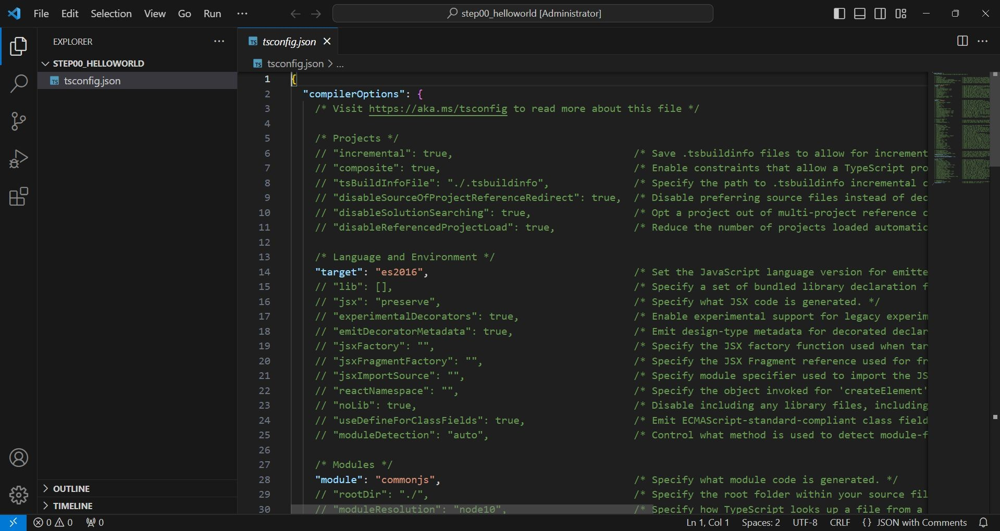 File Edit Selection View Go Run ···
step00_helloworld [Administrator]
EXPLORER
STEP00_HELLOWORLD
TS tsconfig.json
OUTLINE
TIMELINE
TS tsconfig.json
TS tsconfig.json > ...
1 {
2 "compilerOptions": {
3 /* Visit https://aka.ms/tsconfig to read more about this file */
4
5 /* Projects */
6 // "incremental": true, /* Save .tsbuildinfo files to allow for increment
7 // "composite": true, /* Enable constraints that allow a TypeScript pro
8 // "tsBuildInfoFile": "./.tsbuildinfo", /* Specify the path to .tsbuildinfo incremental c
9 // "disableSourceOfProjectReferenceRedirect": true, /* Disable preferring source files instead of dec
10 // "disableSolutionSearching": true, /* Opt a project out of multi-project reference c
11 // "disableReferencedProjectLoad": true, /* Reduce the number of projects loaded automatic
12
13 /* Language and Environment */
14 "target": "es2016", /* Set the JavaScript language version for emitte
15 // "lib": [], /* Specify a set of bundled library declaration f
16 // "jsx": "preserve", /* Specify what JSX code is generated. */
17 // "experimentalDecorators": true, /* Enable experimental support for legacy experim
18 // "emitDecoratorMetadata": true, /* Emit design-type metadata for decorated declar
19 // "jsxFactory": "", /* Specify the JSX factory function used when tar
20 // "jsxFragmentFactory": "", /* Specify the JSX Fragment reference used for fr
21 // "jsxImportSource": "", /* Specify module specifier used to import the JS
22 // "reactNamespace": "", /* Specify the object invoked for 'createElement'
23 // "noLib": true, /* Disable including any library files, including
24 // "useDefineForClassFields": true, /* Emit ECMAScript-standard-compliant class field
25 // "moduleDetection": "auto", /* Control what method is used to detect module-f
26
27 /* Modules */
28 "module": "commonjs", /* Specify what module code is generated. */
29 // "rootDir": "./", /* Specify the root folder within your source fil
30 // "moduleResolution": "node10", /* Specify how TypeScript looks up a file from a
0 0 0
Ln 1, Col 1 Spaces: 2 UTF-8 CRLF {} JSON with Comments